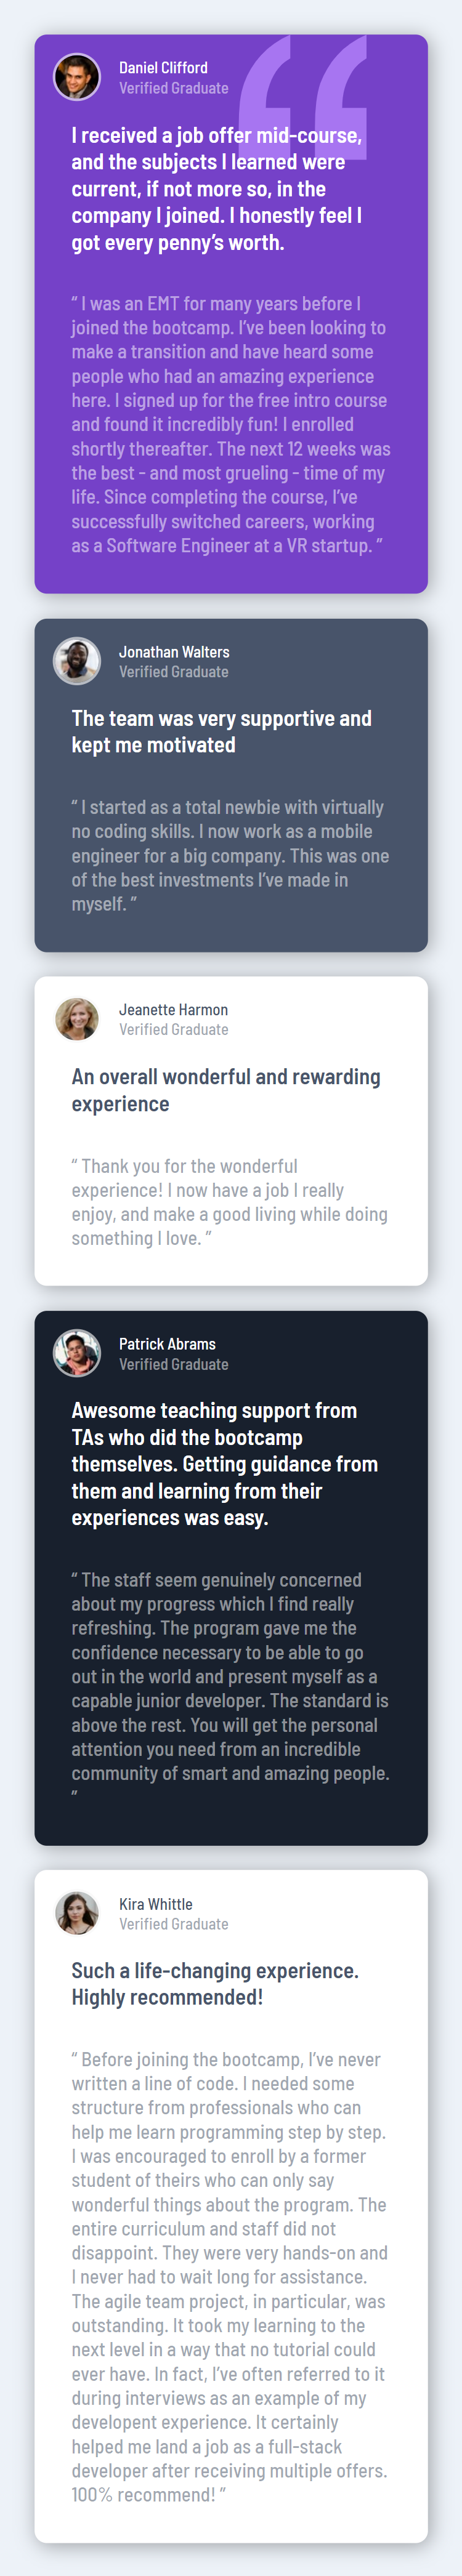 Daniel Clifford
Verified Graduate
I received a job offer mid-course,
and the subjects I learned were
current, if not more so, in the
company I joined. I honestly feel I
got every penny’s worth.
“ I was an EMT for many years before I
joined the bootcamp. I’ve been looking to
make a transition and have heard some
people who had an amazing experience
here. I signed up for the free intro course
and found it incredibly fun! I enrolled
shortly thereafter. The next 12 weeks was
the best - and most grueling - time of my
life. Since completing the course, I’ve
successfully switched careers, working
as a Software Engineer at a VR startup. ”
Jonathan Walters
Verified Graduate
The team was very supportive and
kept me motivated
“ I started as a total newbie with virtually
no coding skills. I now work as a mobile
engineer for a big company. This was one
of the best investments I’ve made in
myself. ”
Jeanette Harmon
Verified Graduate
An overall wonderful and rewarding
experience
“ Thank you for the wonderful
experience! I now have a job I really
enjoy, and make a good living while doing
something I love. ”
Patrick Abrams
Verified Graduate
Awesome teaching support from
TAs who did the bootcamp
themselves. Getting guidance from
them and learning from their
experiences was easy.
“ The staff seem genuinely concerned
about my progress which I find really
refreshing. The program gave me the
confidence necessary to be able to go
out in the world and present myself as a
capable junior developer. The standard is
above the rest. You will get the personal
attention you need from an incredible
community of smart and amazing people.
”
Kira Whittle
Verified Graduate
Such a life-changing experience.
Highly recommended!
“ Before joining the bootcamp, I’ve never
written a line of code. I needed some
structure from professionals who can
help me learn programming step by step.
I was encouraged to enroll by a former
student of theirs who can only say
wonderful things about the program. The
entire curriculum and staff did not
disappoint. They were very hands-on and
I never had to wait long for assistance.
The agile team project, in particular, was
outstanding. It took my learning to the
next level in a way that no tutorial could
ever have. In fact, I’ve often referred to it
during interviews as an example of my
developent experience. It certainly
helped me land a job as a full-stack
developer after receiving multiple offers.
100% recommend! ”